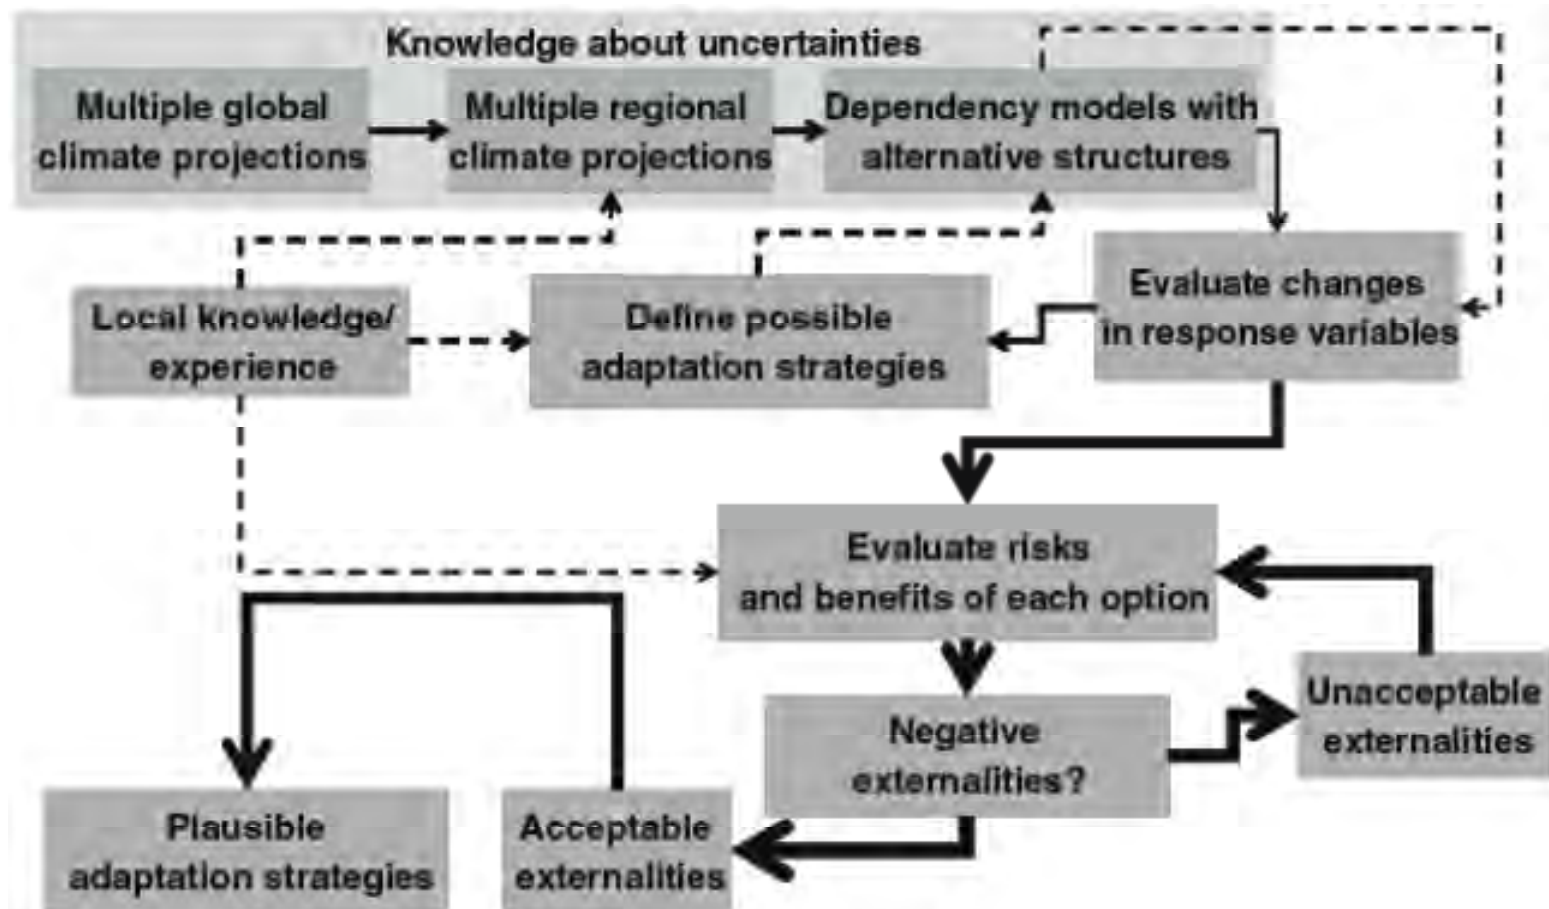 Knowledge about uncertainties
Multiple global
climate projections
Multiple regional
climate projections
Dependency models with
alternative structures
Local knowledge/
experience
Define possible
adaptation strategies
Evaluate changes
in response variables
Evaluate risks
and benefits of each option
Negative
externalities?
Unacceptable
externalities
Plausible
adaptation strategies
Acceptable
externalities